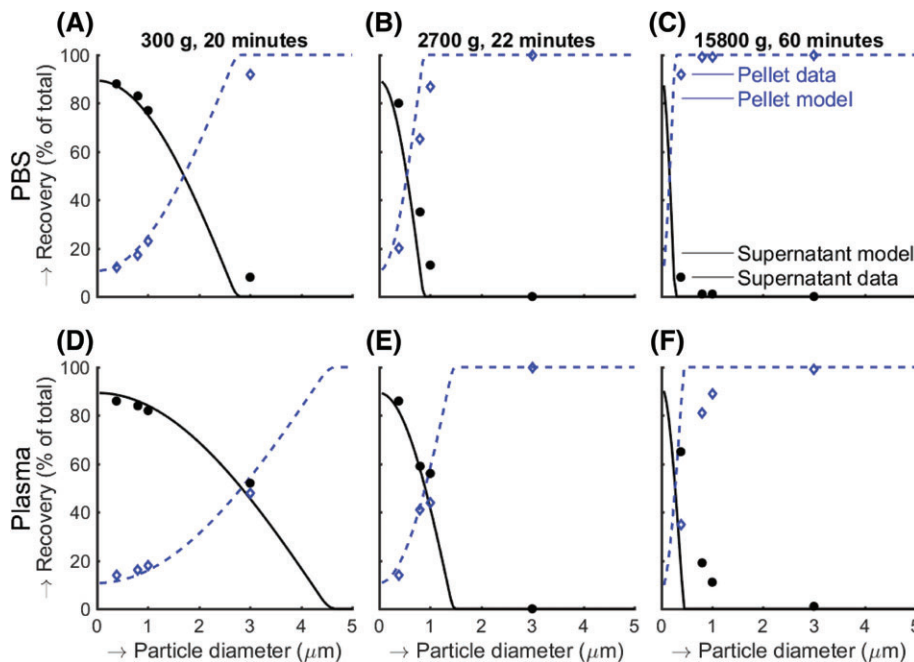 (A) 300 g, 20 minutes
(B) 2700 g, 22 minutes
(C) 15800 g, 60 minutes
PBS
→ Recovery (% of total)
100
80
60
40
20
0
Pellet data
Pellet model
Supernatant model
Supernatant data
(D)
(E)
(F)
Plasma
→ Recovery (% of total)
100
80
60
40
20
0
0 1 2 3 4 5
0 1 2 3 4 5
0 1 2 3 4 5
→ Particle diameter (μm)
→ Particle diameter (μm)
→ Particle diameter (μm)